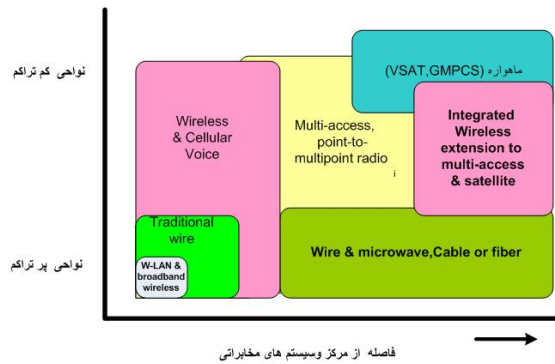 نواحی کم تراکم
ماهواره (VSAT,GMPCS)
Wireless
& Cellular
Voice
Multi-access,
point-to-
multipoint radio
i
Integrated
Wireless
extension to
multi-access
& satellite
Traditional
wire
W-LAN &
broadband
wireless
Wire & microwave,Cable or fiber
نواحی پر تراکم
فاصله از مرکز وسیستم های مخابراتی